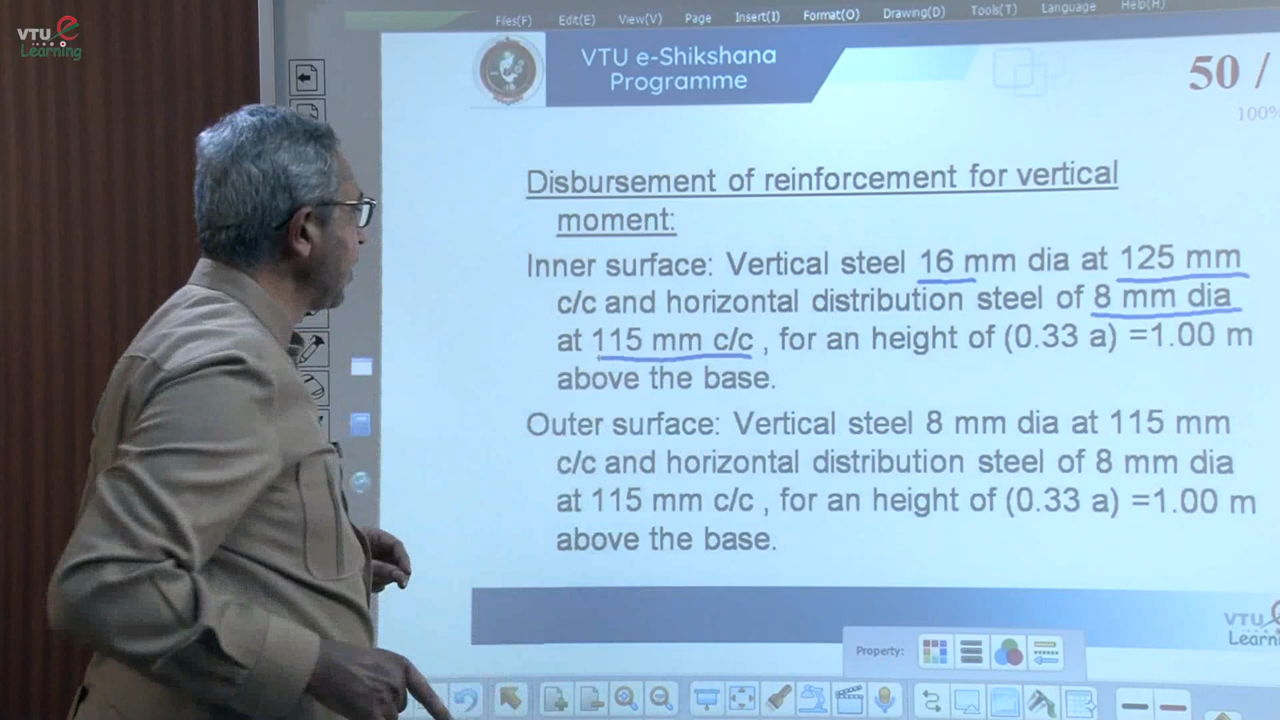 VTU e
Learning
Files(F) Edit(E) View(V) Page Insert(I) Format(O) Drawing(D) Tools(T) Language Help(H)
VTU e-Shikshana
Programme
50 /
100%
Disbursement of reinforcement for vertical
moment:
Inner surface: Vertical steel 16 mm dia at 125 mm
c/c and horizontal distribution steel of 8 mm dia
at 115 mm c/c , for an height of (0.33 a) =1.00 m
above the base.
Outer surface: Vertical steel 8 mm dia at 115 mm
c/c and horizontal distribution steel of 8 mm dia
at 115 mm c/c , for an height of (0.33 a) =1.00 m
above the base.
VTU
Property: